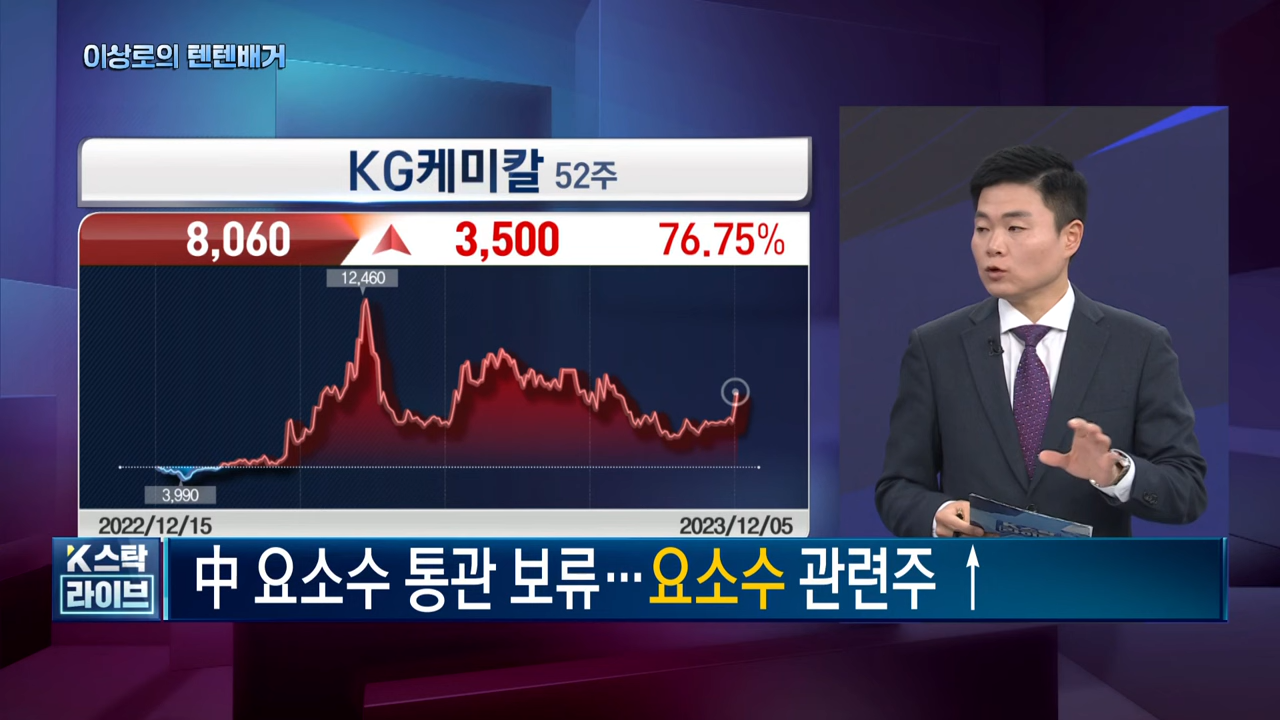 이상로의 텐텐배거
KG케미칼 52주
8,060 ▲ 3,500 76.75%
12,460
3,990
2022/12/15 2023/12/05
K스탁
라이브
中 요소수 통관 보류…요소수 관련주 ↑